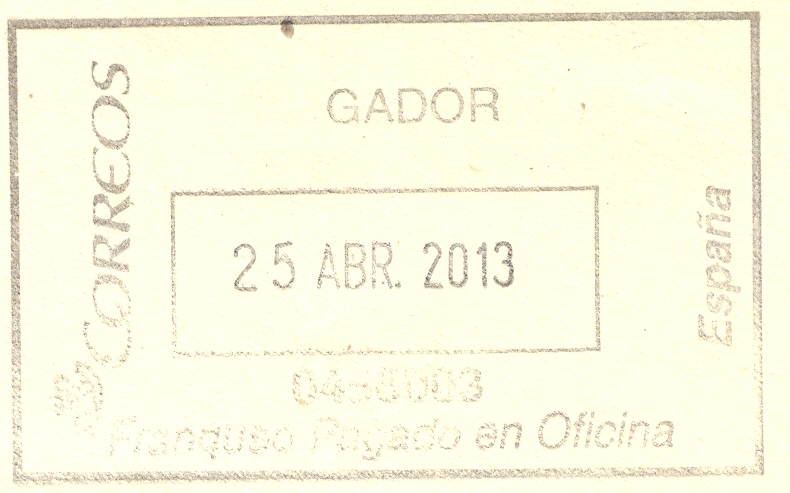 CORREOS
GADOR
25 ABR. 2013
España
Franqueo Pagado en Oficina